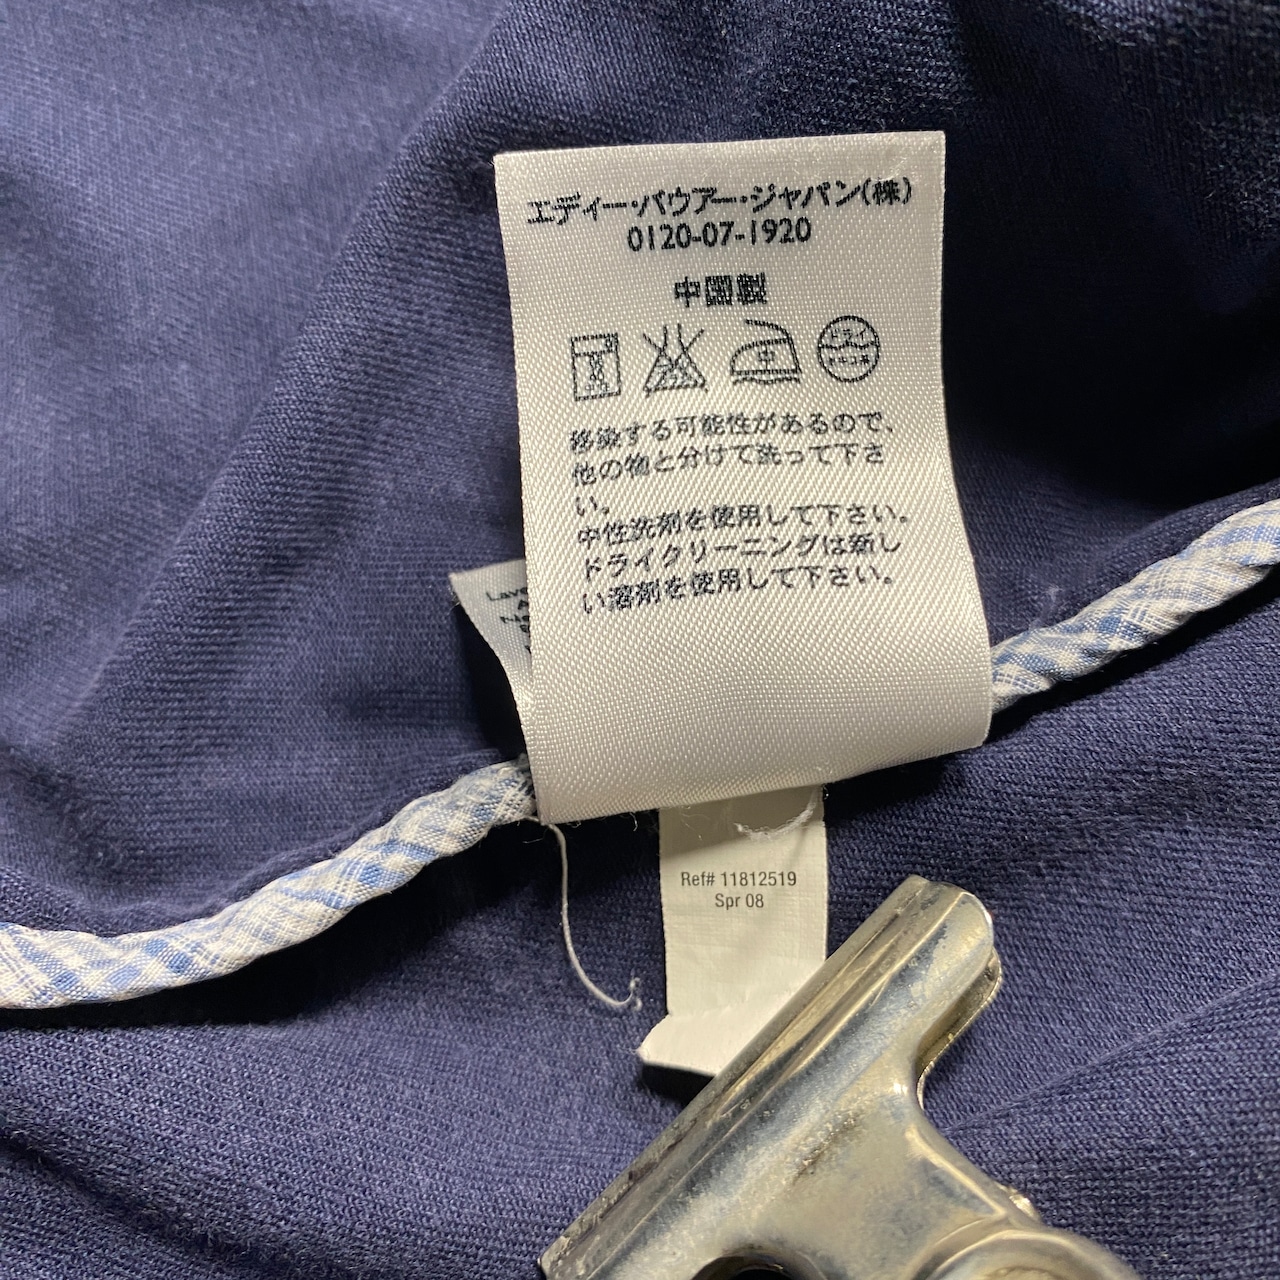 エディー・バウアー・ジャパン(株)
0120-07-1920
中国製
中
ドライ
移染する可能性があるので、
他の物と分けて洗って下さ
い。
中性洗剤を使用して下さい。
ドライクリーニングは新し
い溶剤を使用して下さい。
Ref# 11812519
Spr 08